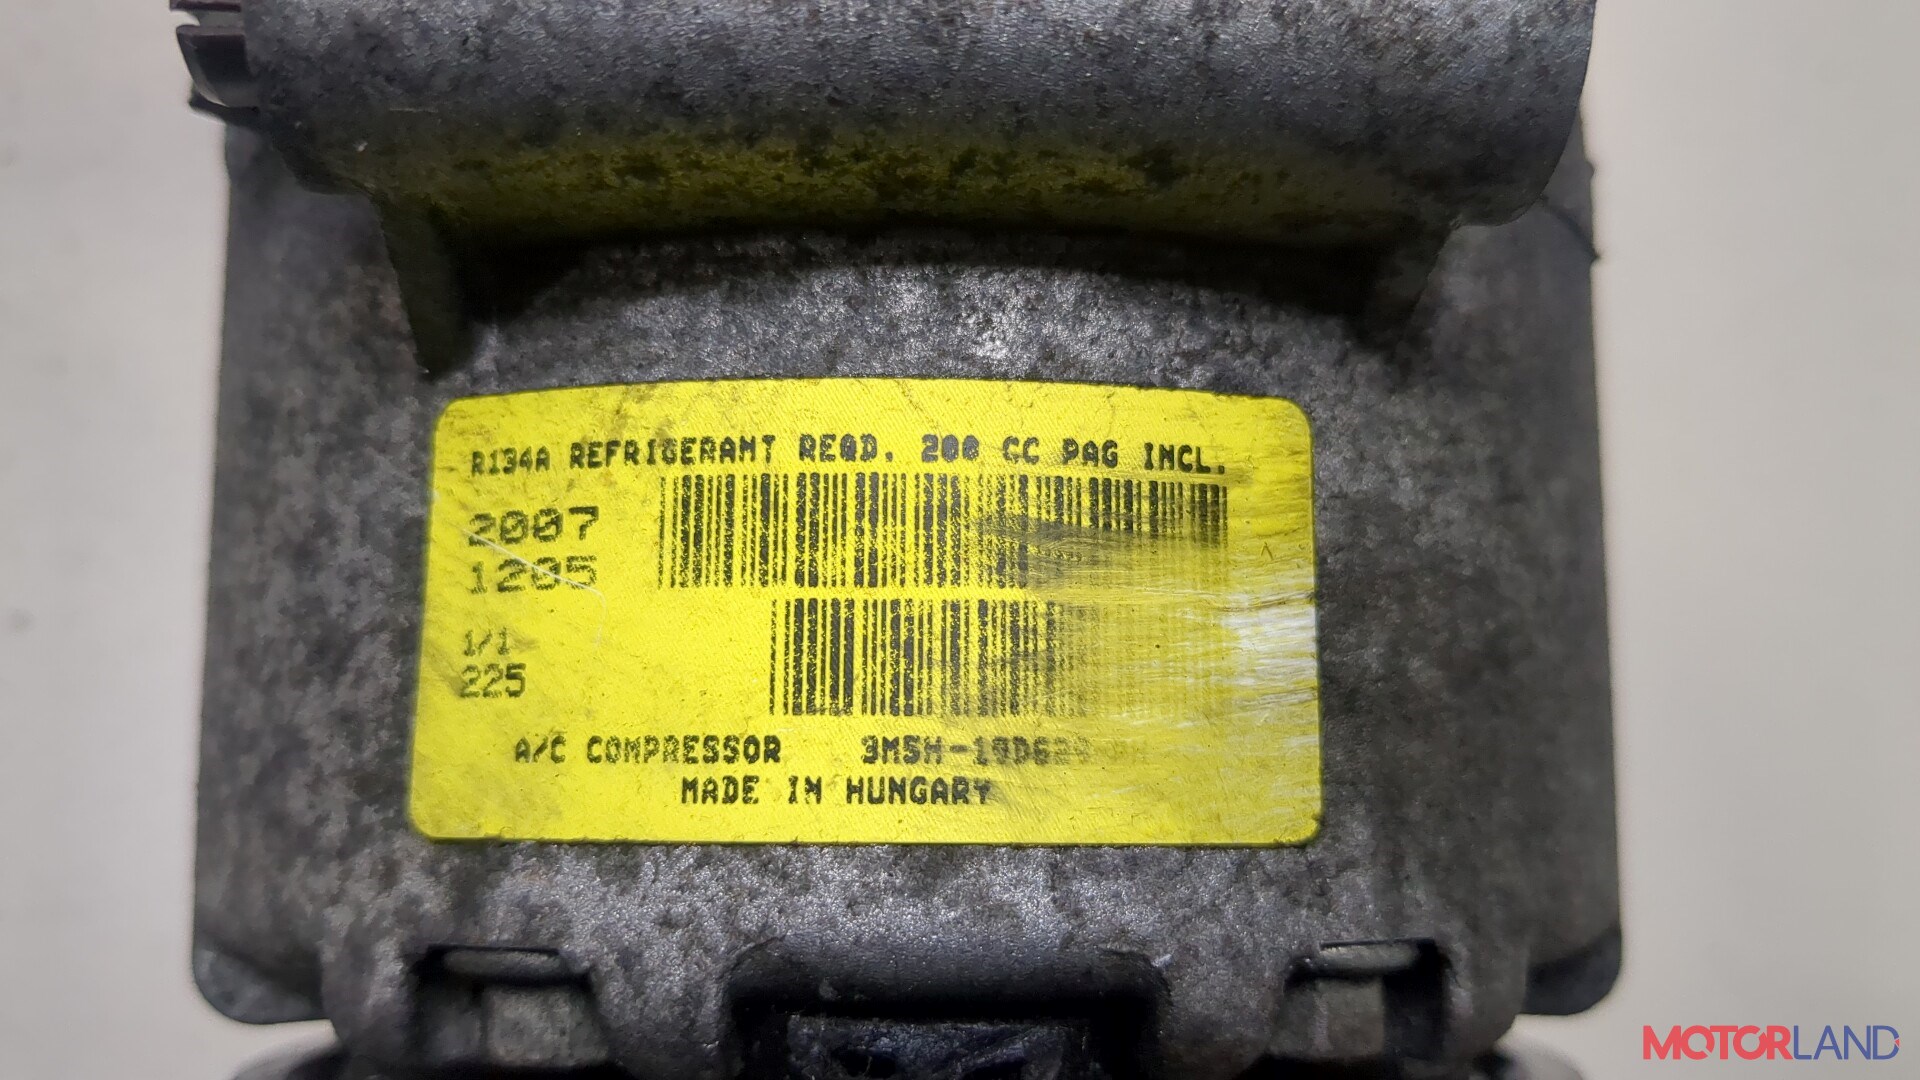 R134A REFRIGERANT REQD. 200 CC PAG INCL.
2007
1205
1/1
225
A/C COMPRESSOR
MADE IN HUNGARY
MOTORLAND